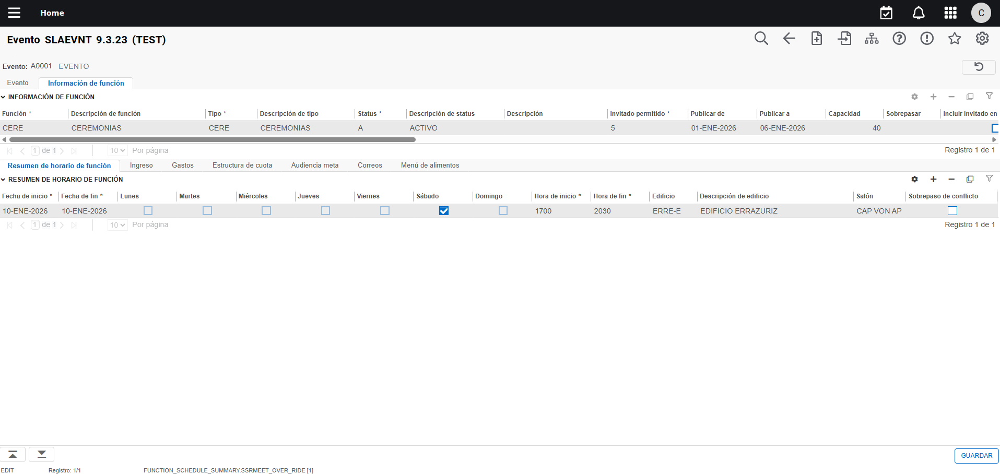 Home
C
Evento SLAEVNT 9.3.23 (TEST)
Evento: A0001 EVENTO
Evento Información de función
INFORMACIÓN DE FUNCIÓN
Función * Descripción de función Tipo * Descripción de tipo Status * Descripción de status Descripción Invitado permitido * Publicar de Publicar a Capacidad Sobrepasar Incluir invitado en
CERE CEREMONIAS CERE CEREMONIAS A ACTIVO 5 01-ENE-2026 06-ENE-2026 40
1 de 1 10 Por página Registro 1 de 1
Resumen de horario de función Ingreso Gastos Estructura de cuota Audiencia meta Correos Menú de alimentos
RESUMEN DE HORARIO DE FUNCIÓN
Fecha de inicio * Fecha de fin * Lunes Martes Miércoles Jueves Viernes Sábado Domingo Hora de inicio * Hora de fin * Edificio Descripción de edificio Salón Sobrepaso de conflicto
10-ENE-2026 10-ENE-2026 1700 2030 ERRE-E EDIFICIO ERRAZURIZ CAP VON AP
1 de 1 10 Por página Registro 1 de 1
GUARDAR
EDIT Registro: 1/1 FUNCTION_SCHEDULE_SUMMARY.SSRMEET_OVER_RIDE [1]